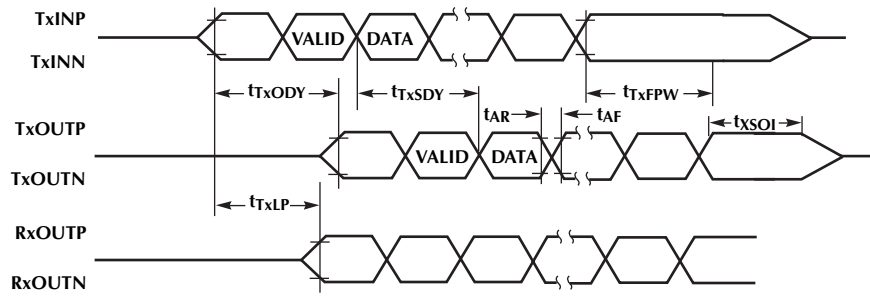 TxINP
VALID DATA
TxINN
tTxODY tTxSDY tTxFPW
tAR tAF tXSOI
TxOUTP
VALID DATA
TxOUTN
tTxLP
RxOUTP
RxOUTN